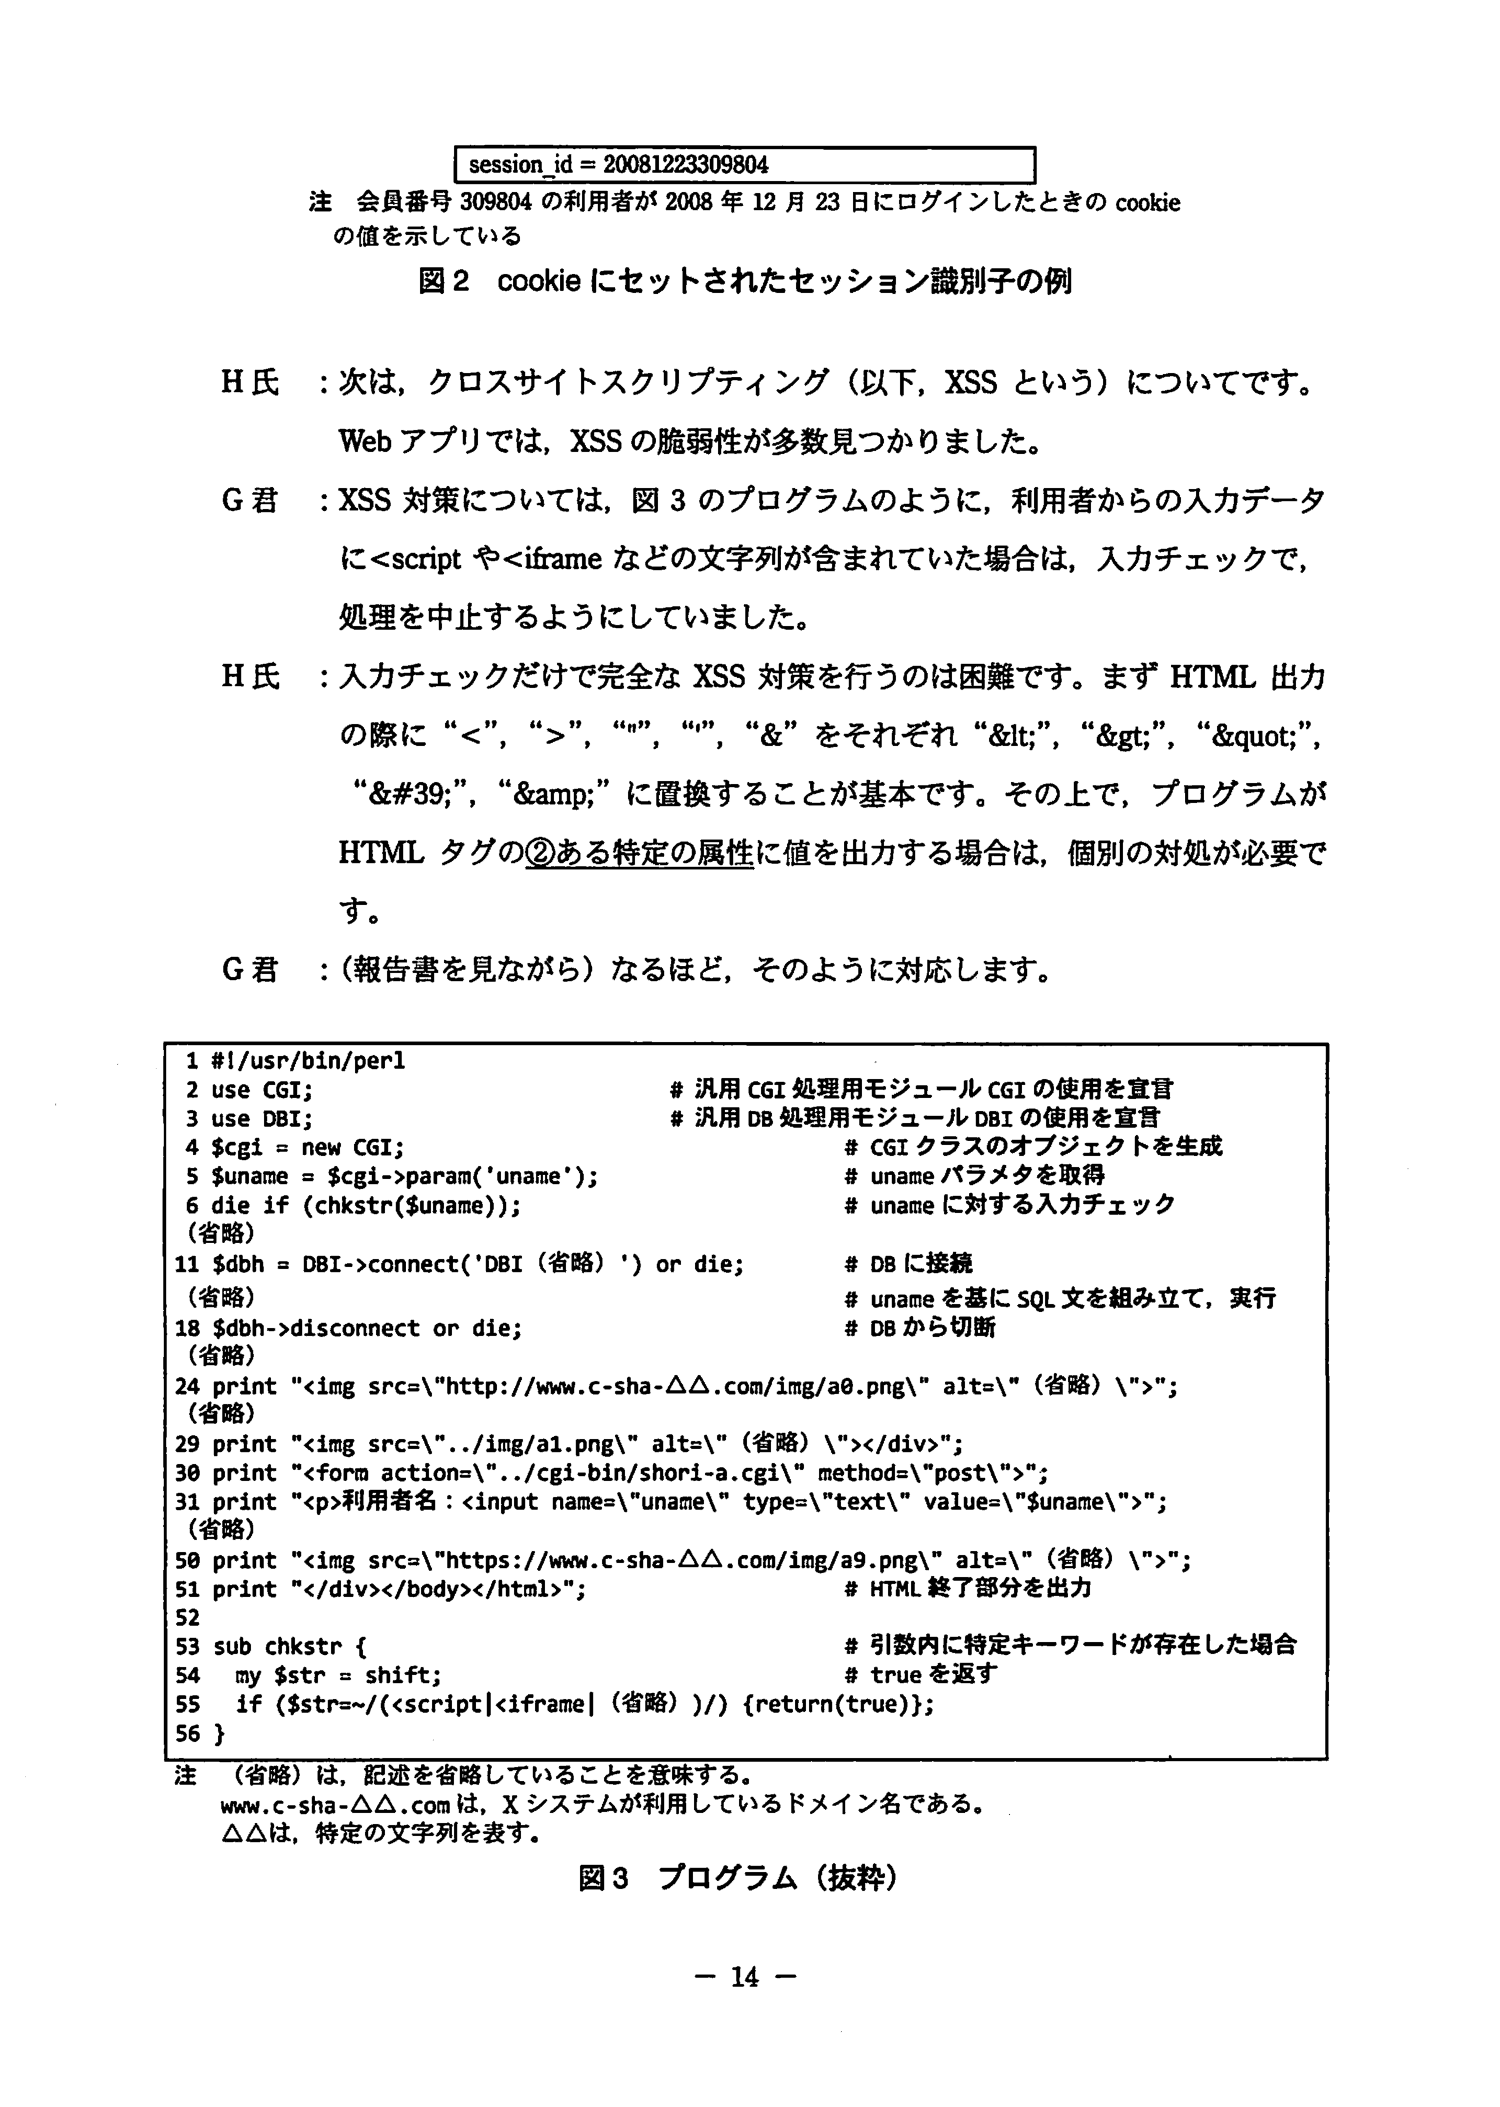 session_id = 20081223309804
注　会員番号 309804 の利用者が 2008 年 12 月 23 日にログインしたときの cookie
の値を示している
図２　cookie にセットされたセッション識別子の例
H 氏　：次は，クロスサイトスクリプティング（以下，XSS という）についてです。
Web アプリでは，XSS の脆弱性が多数見つかりました。
G 君　：XSS 対策については，図 3 のプログラムのように，利用者からの入力データ
に<script や<iframe などの文字列が含まれていた場合は，入力チェックで，
処理を中止するようにしていました。
H 氏　：入力チェックだけで完全な XSS 対策を行うのは困難です。まず HTML 出力
の際に “<”，“>”，“"”，“'”，“&” をそれぞれ “&lt;”，“&gt;”，“&quot;”，
“&#39;”，“&amp;” に置換することが基本です。その上で，プログラムが
HTML タグの②ある特定の属性に値を出力する場合は，個別の対処が必要で
す。
G 君　：（報告書を見ながら）なるほど，そのように対応します。
1 #!/usr/bin/perl
2 use CGI; # 汎用 CGI 処理用モジュール CGI の使用を宣言
3 use DBI; # 汎用 DB 処理用モジュール DBI の使用を宣言
4 $cgi = new CGI; # CGI クラスのオブジェクトを生成
5 $uname = $cgi->param('uname'); # uname パラメタを取得
6 die if (chkstr($uname)); # uname に対する入力チェック
（省略）
11 $dbh = DBI->connect('DBI（省略）') or die; # DB に接続
（省略） # uname を基に SQL 文を組み立て，実行
18 $dbh->disconnect or die; # DB から切断
（省略）
24 print "<img src=\"http://www.c-sha-△△.com/img/a0.png\" alt=\"（省略）\">";
（省略）
29 print "<img src=\"../img/a1.png\" alt=\"（省略）\"></div>";
30 print "<form action=\"../cgi-bin/shori-a.cgi\" method=\"post\">";
31 print "<p>利用者名：<input name=\"uname\" type=\"text\" value=\"$uname\">";
（省略）
50 print "<img src=\"https://www.c-sha-△△.com/img/a9.png\" alt=\"（省略）\">";
51 print "</div></body></html>"; # HTML 終了部分を出力
52
53 sub chkstr { # 引数内に特定キーワードが存在した場合
54 my $str = shift; # true を返す
55 if ($str=~/(<script|<iframe|（省略）)/) {return(true)};
56 }
注　（省略）は，記述を省略していることを意味する。
www.c-sha-△△.com は，X システムが利用しているドメイン名である。
△△は，特定の文字列を表す。
図３　プログラム（抜粋）
－ 14 －